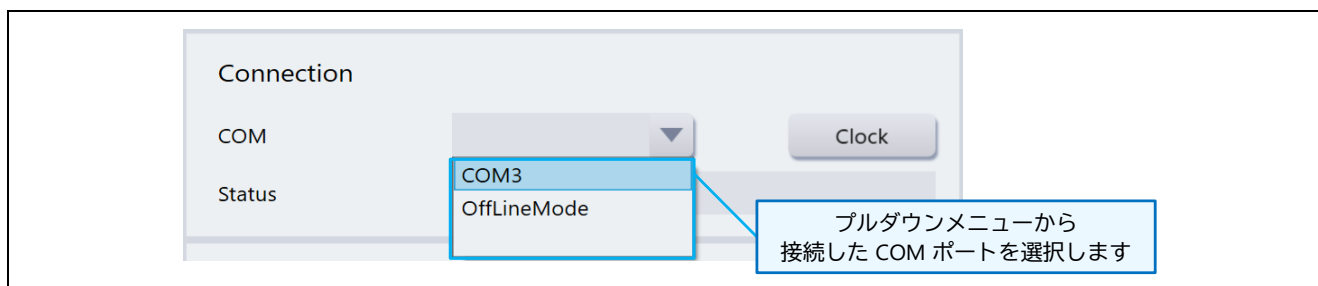 Connection
COM
Clock
COM3
Status
OffLineMode
プルダウンメニューから
接続した COM ポートを選択します